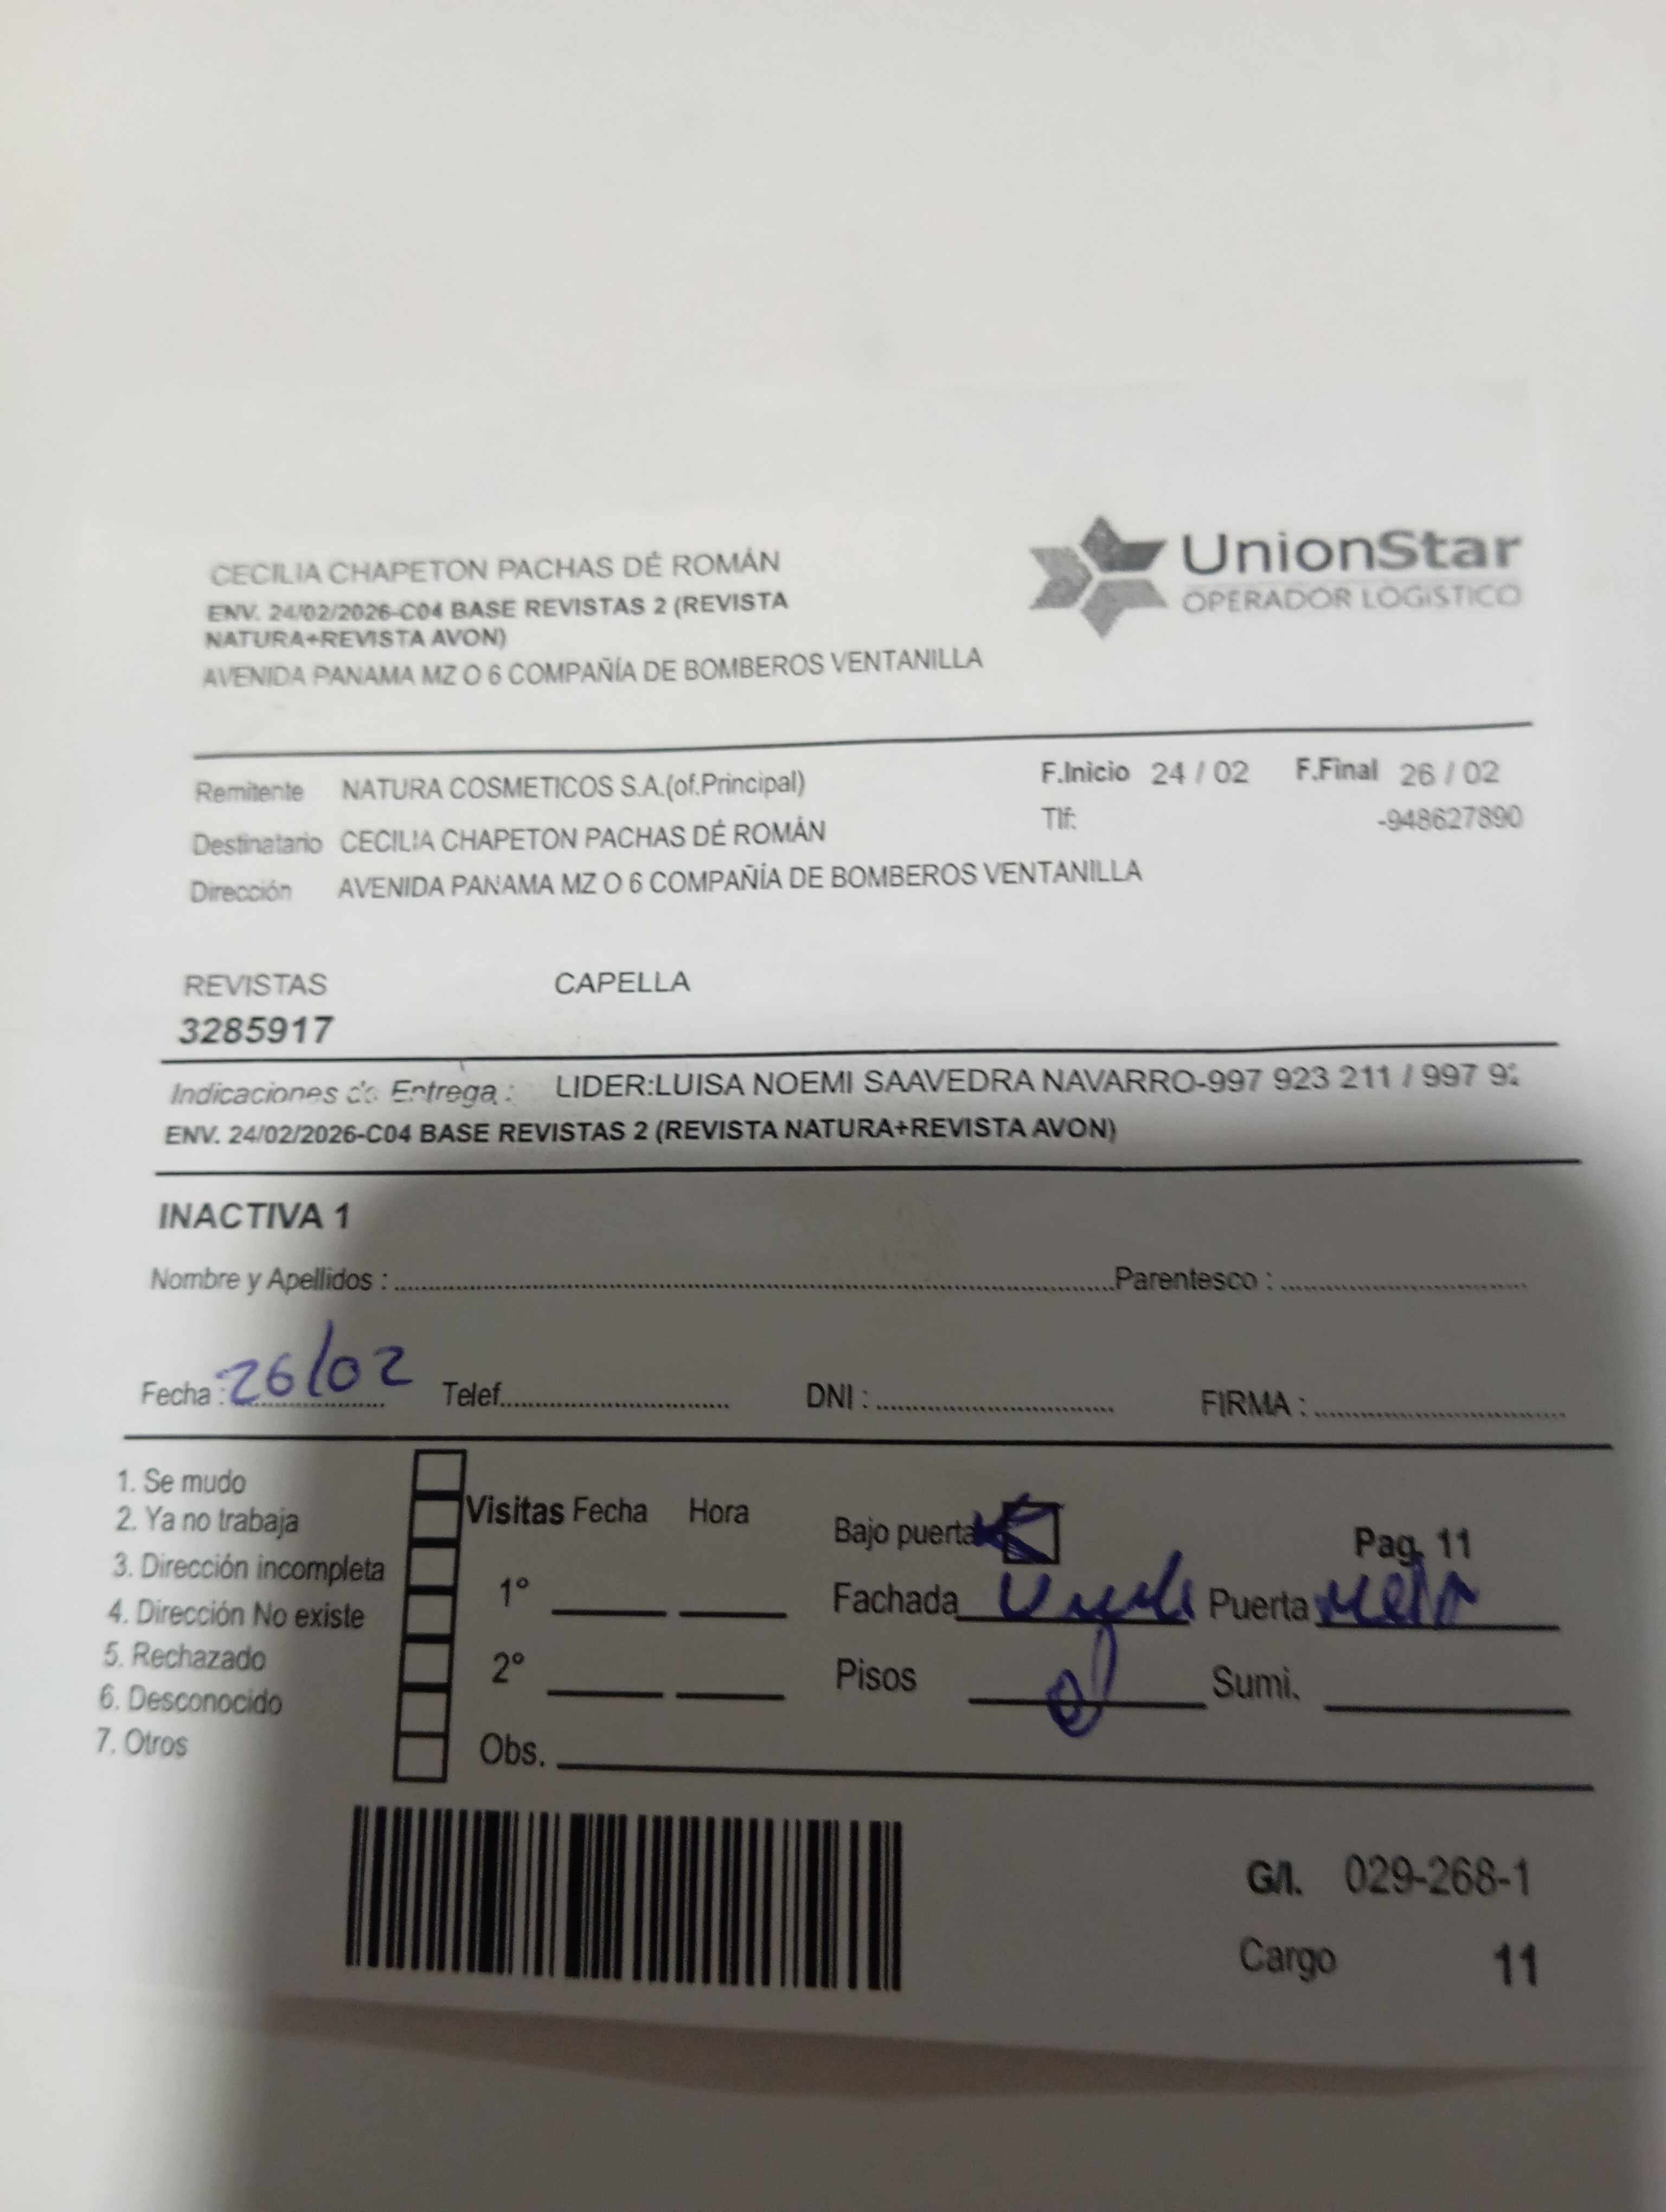 UnionStar
OPERADOR LOGÍSTICO
CECILIA CHAPETON PACHAS DÉ ROMÁN
ENV. 24/02/2026-C04 BASE REVISTAS 2 (REVISTA
NATURA+REVISTA AVON)
AVENIDA PANAMA MZ O 6 COMPAÑÍA DE BOMBEROS VENTANILLA
Remitente NATURA COSMETICOS S.A.(of.Principal) F.Inicio 24 / 02 F.Final 26 / 02
Destinatario CECILIA CHAPETON PACHAS DÉ ROMÁN Tlf: -948627890
Dirección AVENIDA PANAMA MZ O 6 COMPAÑÍA DE BOMBEROS VENTANILLA
REVISTAS CAPELLA
3285917
Indicaciones de Entrega : LIDER:LUISA NOEMI SAAVEDRA NAVARRO-997 923 211 / 997 9
ENV. 24/02/2026-C04 BASE REVISTAS 2 (REVISTA NATURA+REVISTA AVON)
INACTIVA 1
Nombre y Apellidos : Parentesco :
Fecha : 26/02 Telef. DNI : FIRMA :
1. Se mudo
2. Ya no trabaja
3. Dirección incompleta
4. Dirección No existe
5. Rechazado
6. Desconocido
7. Otros
Visitas Fecha Hora
1°
2°
Obs.
Bajo puerta Pag. 11
Fachada Puerta
Pisos Sumi.
G/I. 029-268-1
Cargo 11